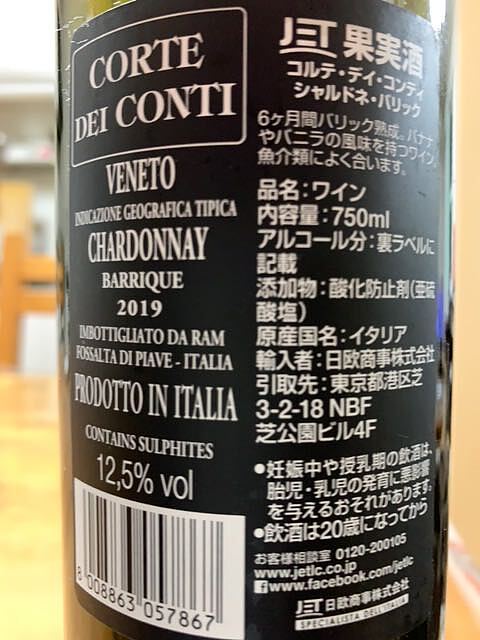 CORTE
DEI CONTI
VENETO
INDICAZIONE GEOGRAFICA TIPICA
CHARDONNAY
BARRIQUE
2019
IMBOTTIGLIATO DA RAM
FOSSALTA DI PIAVE - ITALIA
PRODOTTO IN ITALIA
CONTAINS SULPHITES
12,5% vol
8 008863 057867
JET 果実酒
コルテ・デイ・コンティ
シャルドネ・バリック
6ヶ月間バリック熟成。バナナ
やバニラの風味を持つワイン。
魚介類によく合います。
品名：ワイン
内容量：750ml
アルコール分：裏ラベルに
記載
添加物：酸化防止剤（亜硫
酸塩）
原産国名：イタリア
輸入者：日欧商事株式会社
引取先：東京都港区芝
3-2-18 NBF
芝公園ビル4F
●妊娠中や授乳期の飲酒は、
胎児・乳児の発育に悪影響
を与えるおそれがあります。
●飲酒は20歳になってから
お客様相談室 0120-200105
www.jetlc.co.jp
www.facebook.com/jetlc
JET 日欧商事株式会社
SPECIALISTA DELL'ITALIA